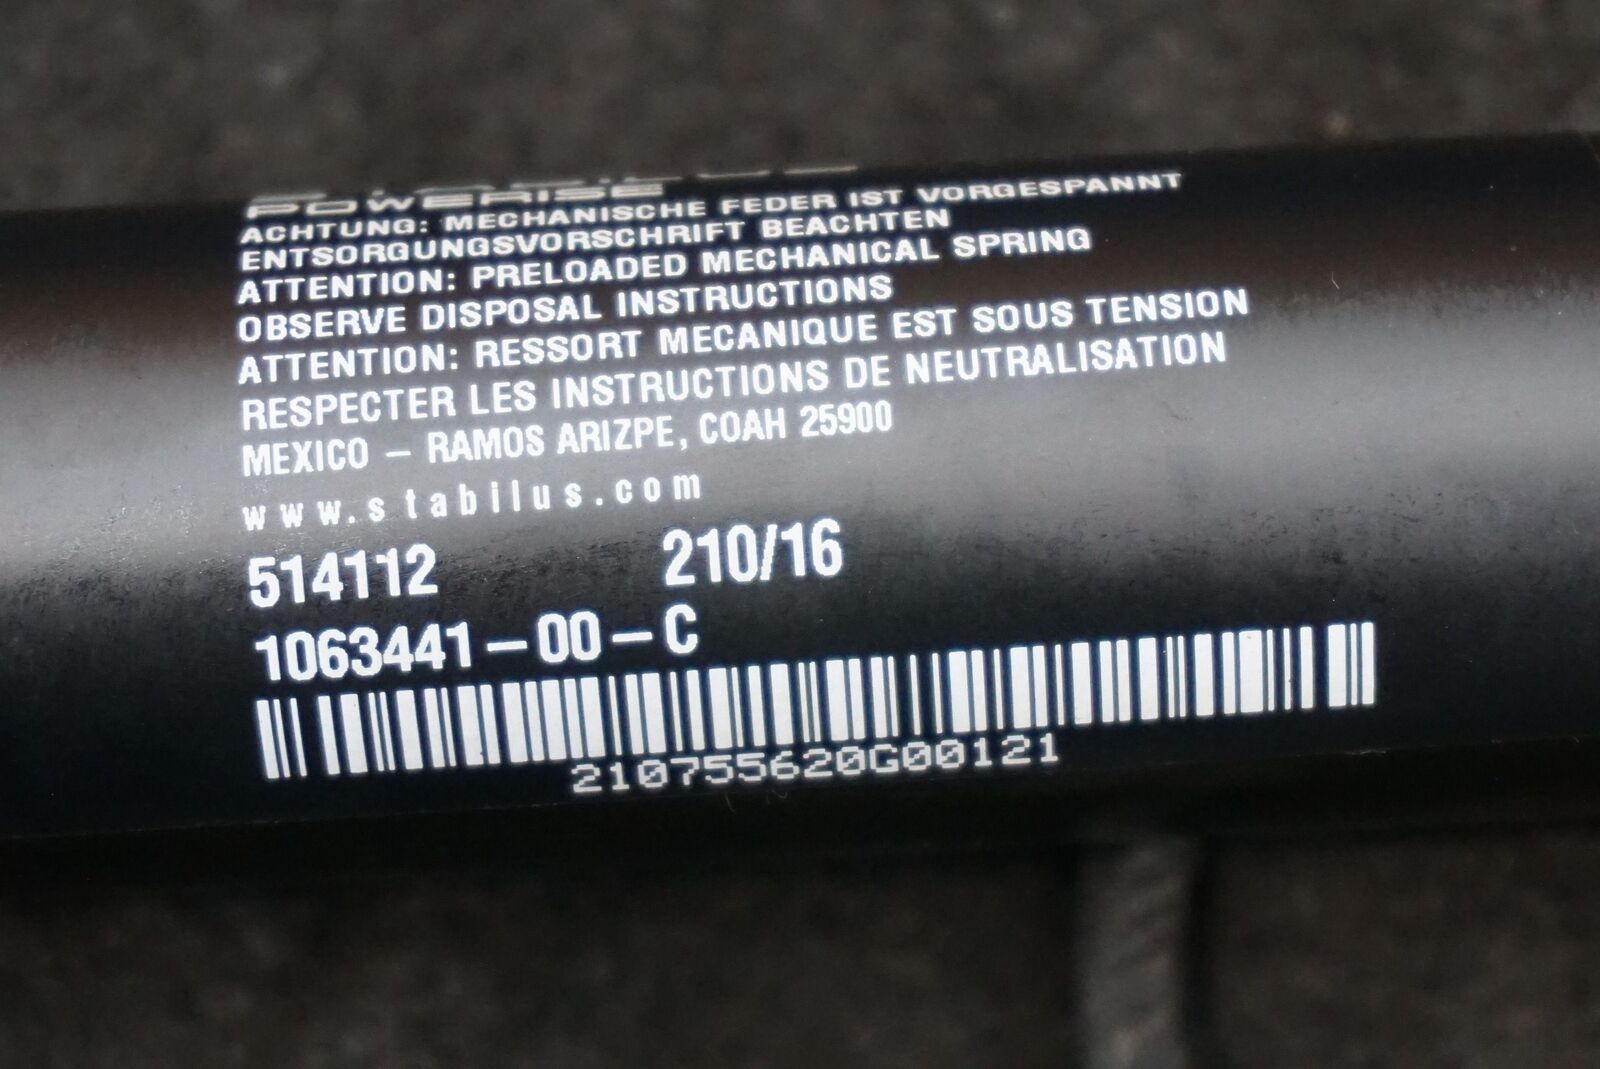 STABILUS
POWERISE
ACHTUNG: MECHANISCHE FEDER IST VORGESPANNT
ENTSORGUNGSVORSCHRIFT BEACHTEN
ATTENTION: PRELOADED MECHANICAL SPRING
OBSERVE DISPOSAL INSTRUCTIONS
ATTENTION: RESSORT MECANIQUE EST SOUS TENSION
RESPECTER LES INSTRUCTIONS DE NEUTRALISATION
MEXICO – RAMOS ARIZPE, COAH 25900
www.stabilus.com
514112 210/16
1063441-00-C
210755620G00121